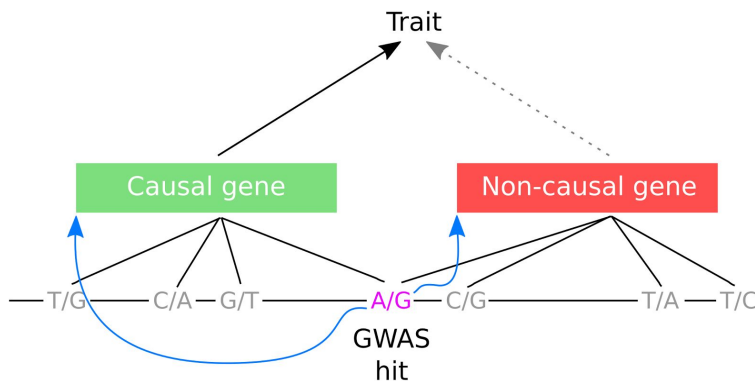 Trait
Causal gene
Non-causal gene
T/G
C/A
G/T
A/G
C/G
T/A
T/C
GWAS
hit